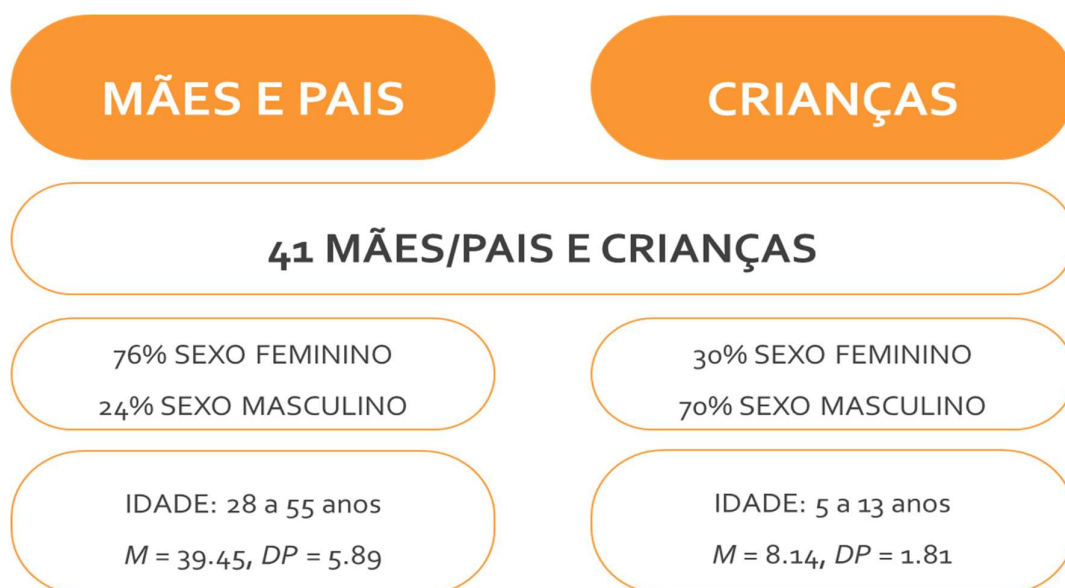 MÃES E PAIS
CRIANÇAS
41 MÃES/PAIS E CRIANÇAS
76% SEXO FEMININO
24% SEXO MASCULINO
30% SEXO FEMININO
70% SEXO MASCULINO
IDADE: 28 a 55 anos
M = 39.45, DP = 5.89
IDADE: 5 a 13 anos
M = 8.14, DP = 1.81